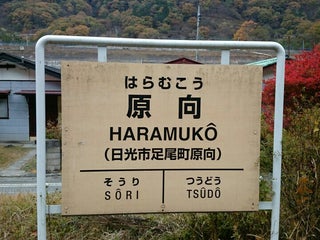 はらむこう
原向
HARAMUKÔ
(日光市足尾町原向)
そうり つうどう
SÔRI TSŪDÔ